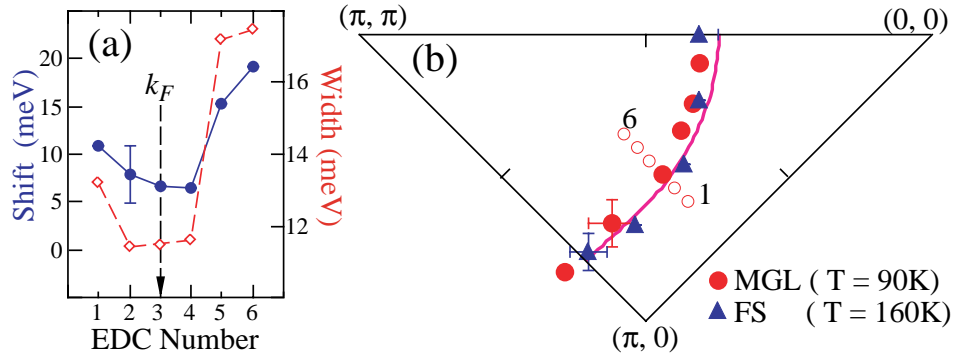 (a)
Shift (meV)
20
15
10
5
0
k_F
16
14
12
Width (meV)
1 2 3 4 5 6
EDC Number
(π, π)
(0, 0)
(b)
6
1
MGL ( T = 90K)
FS ( T = 160K)
(π, 0)